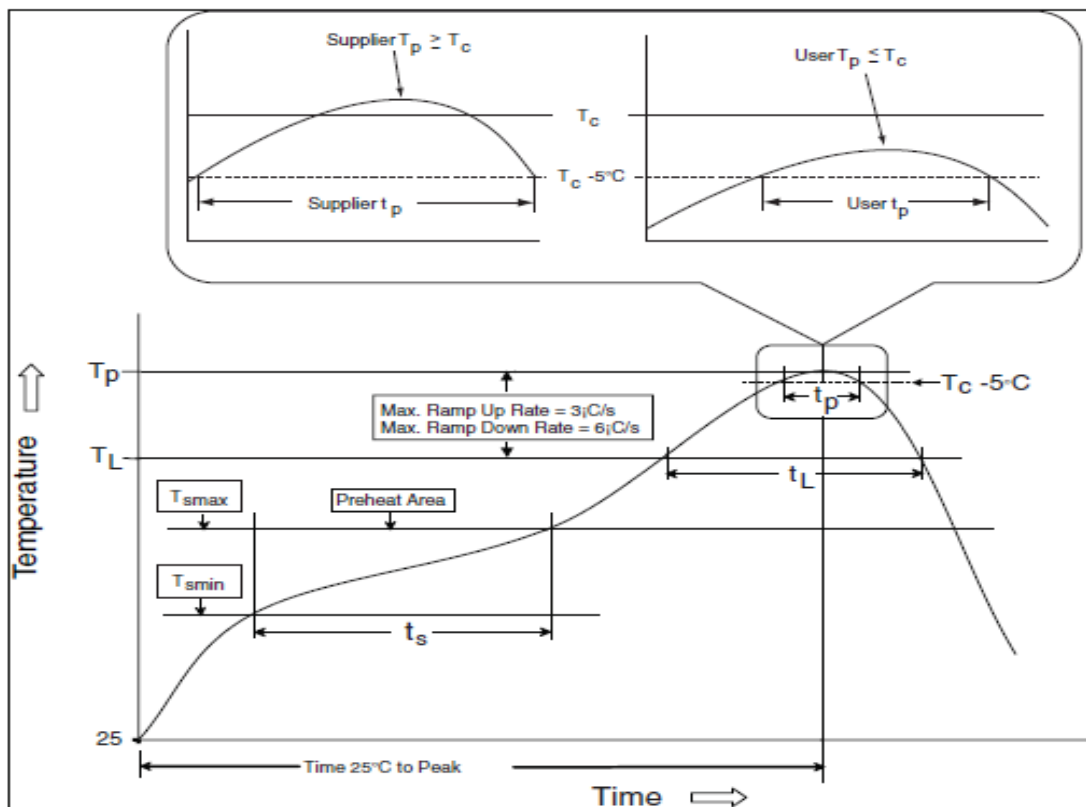 Supplier Tp ≥ Tc
User Tp ≤ Tc
Tc
Tc -5°C
Supplier tp
User tp
Tp
Tc -5°C
tp
Max. Ramp Up Rate = 3¡C/s
Max. Ramp Down Rate = 6¡C/s
TL
tL
Tsmax
Preheat Area
Tsmin
ts
Temperature
25
Time 25°C to Peak
Time